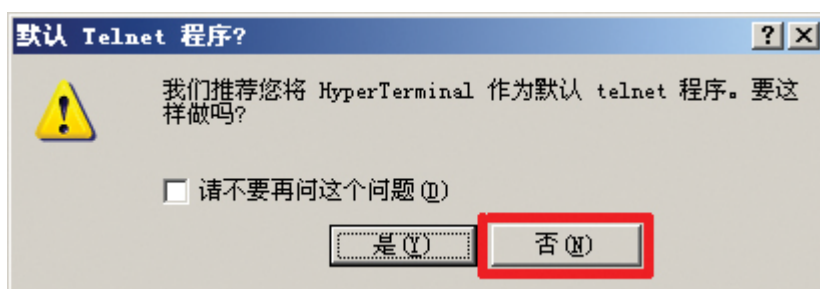 默认 Telnet 程序?
我们推荐您将 HyperTerminal 作为默认 telnet 程序。要这
样做吗?
请不要再问这个问题(D)
是(Y) 否(N)